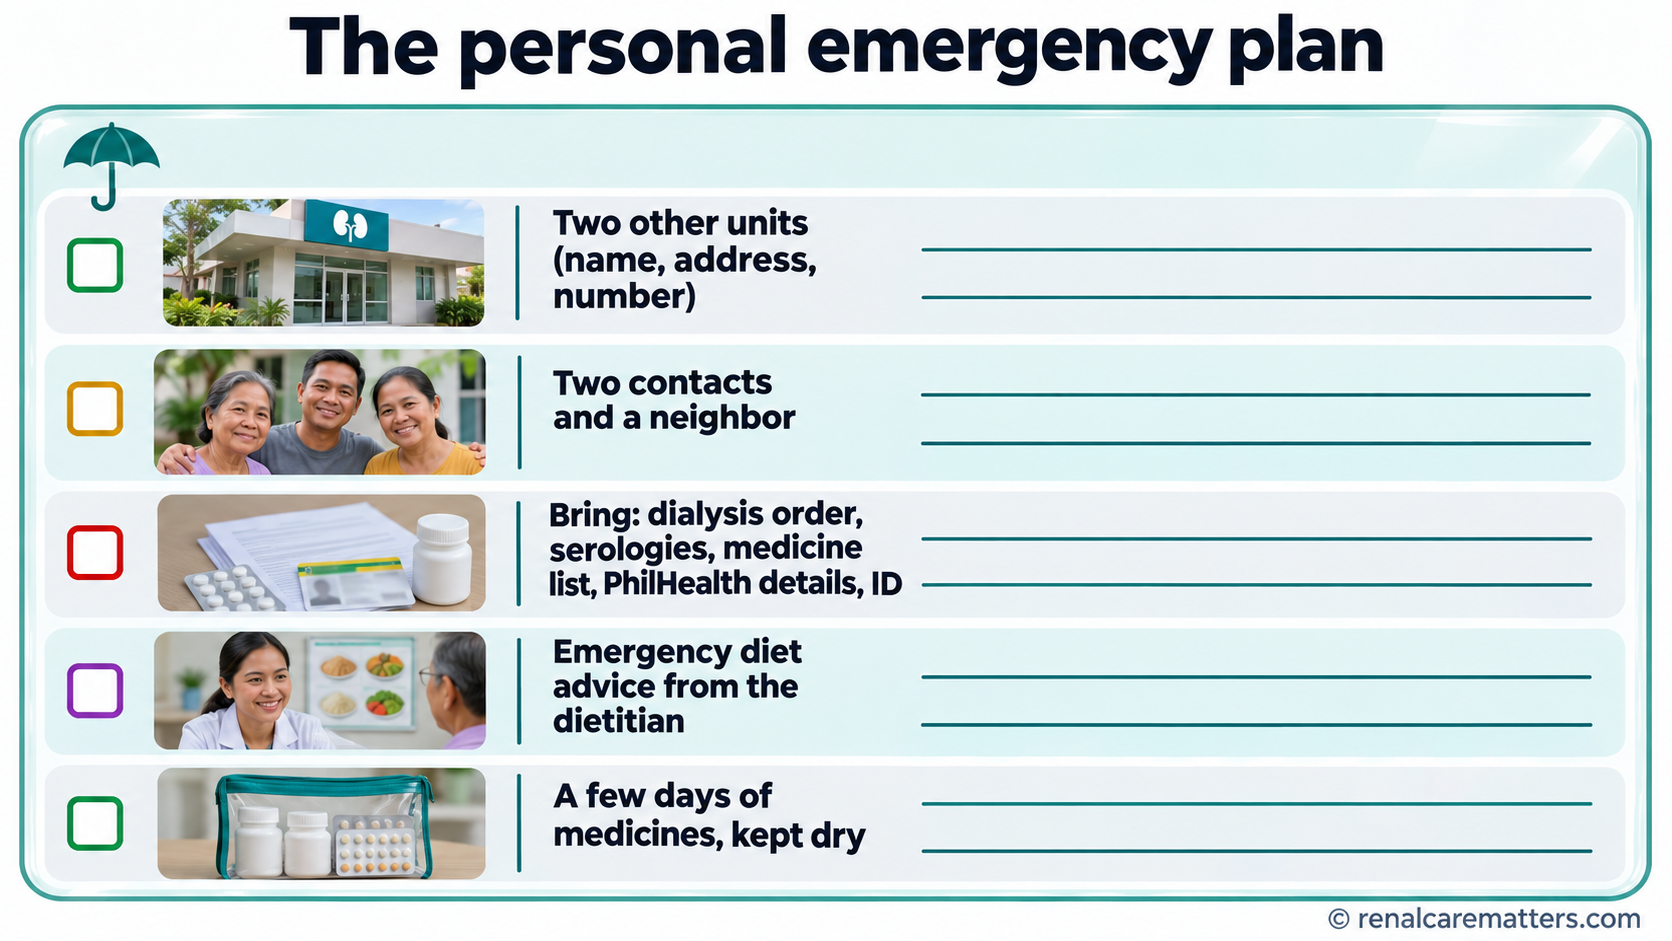 The personal emergency plan
Two other units
(name, address,
number)
Two contacts
and a neighbor
Bring: dialysis order,
serologies, medicine
list, PhilHealth details, ID
Emergency diet
advice from the
dietitian
A few days of
medicines, kept dry
© renalcarematters.com